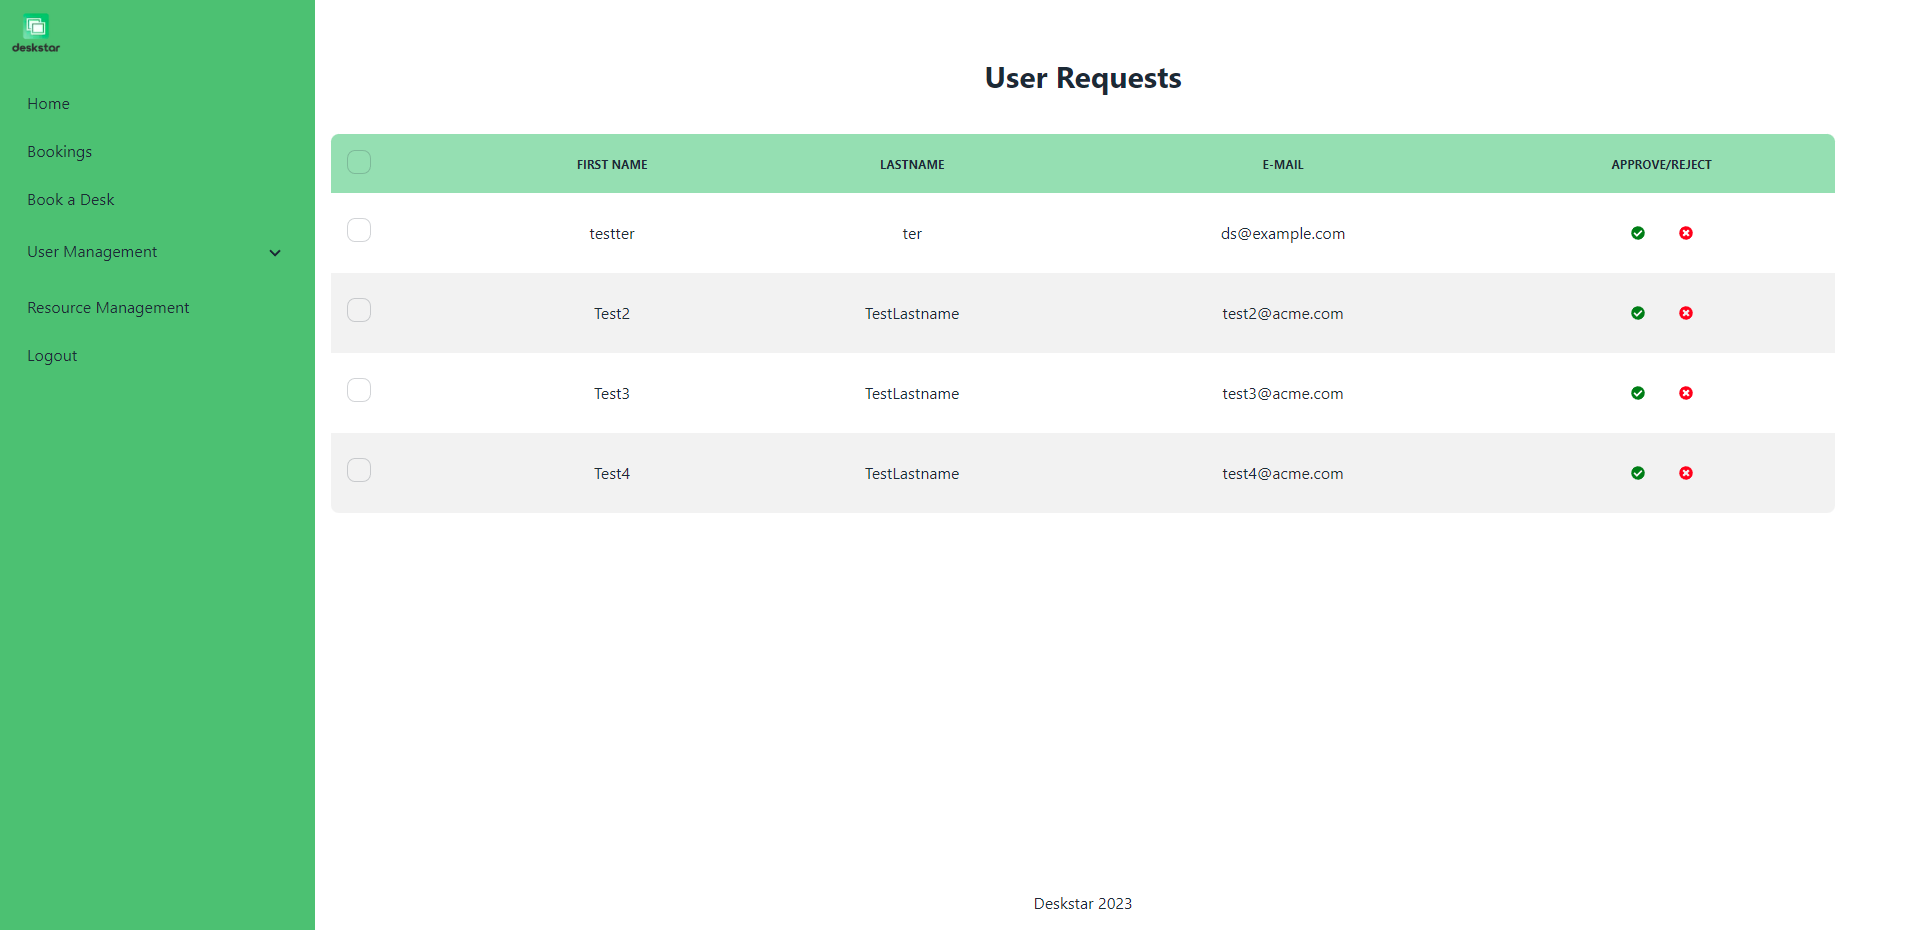 deskstar
Home
Bookings
Book a Desk
User Management
Resource Management
Logout
User Requests
FIRST NAME LASTNAME E-MAIL APPROVE/REJECT
testter ter ds@example.com
Test2 TestLastname test2@acme.com
Test3 TestLastname test3@acme.com
Test4 TestLastname test4@acme.com
Deskstar 2023